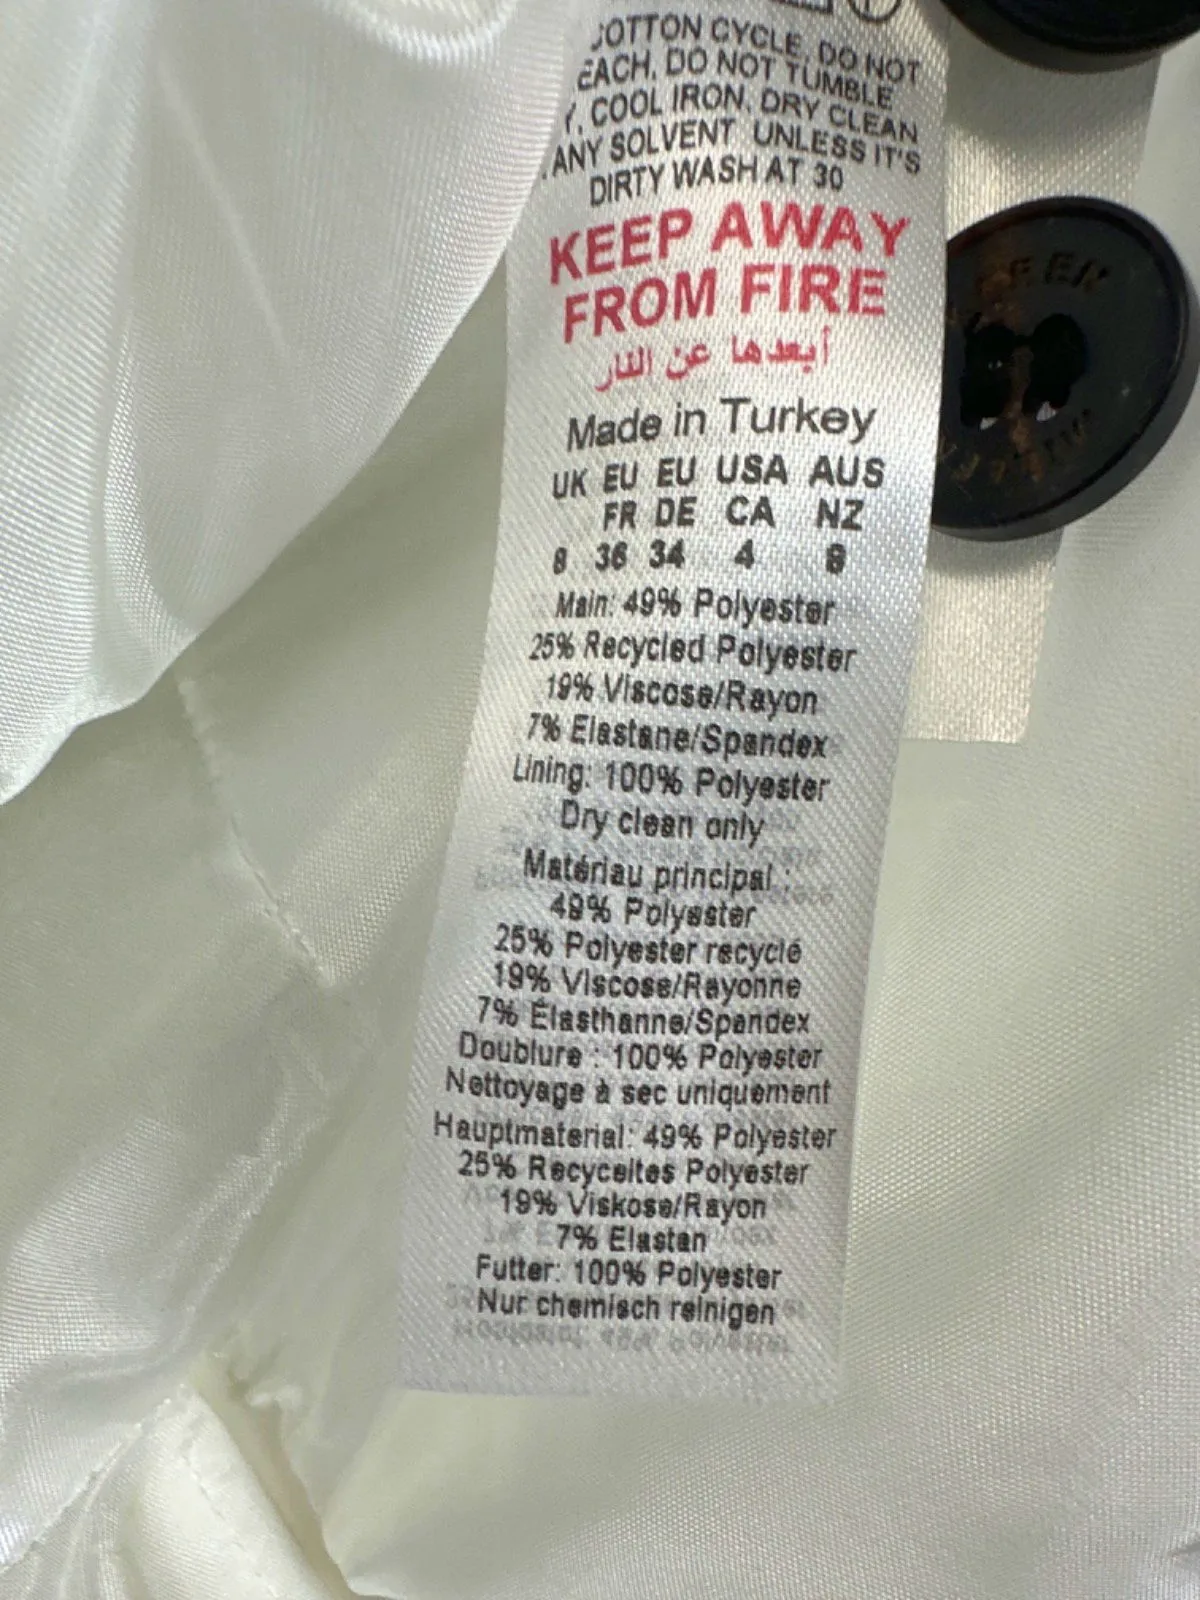 COTTON CYCLE. DO NOT
EACH. DO NOT TUMBLE
Y. COOL IRON. DRY CLEAN
ANY SOLVENT UNLESS IT'S
DIRTY WASH AT 30
KEEP AWAY
FROM FIRE
أبعدها عن النار
Made in Turkey
UK EU EU USA AUS
FR DE CA NZ
8 36 34 4 8
Main: 49% Polyester
25% Recycled Polyester
19% Viscose/Rayon
7% Elastane/Spandex
Lining: 100% Polyester
Dry clean only
Matériau principal :
49% Polyester
25% Polyester recyclé
19% Viscose/Rayonne
7% Élasthanne/Spandex
Doublure : 100% Polyester
Nettoyage à sec uniquement
Hauptmaterial: 49% Polyester
25% Recyceltes Polyester
19% Viskose/Rayon
7% Elastan
Futter: 100% Polyester
Nur chemisch reinigen